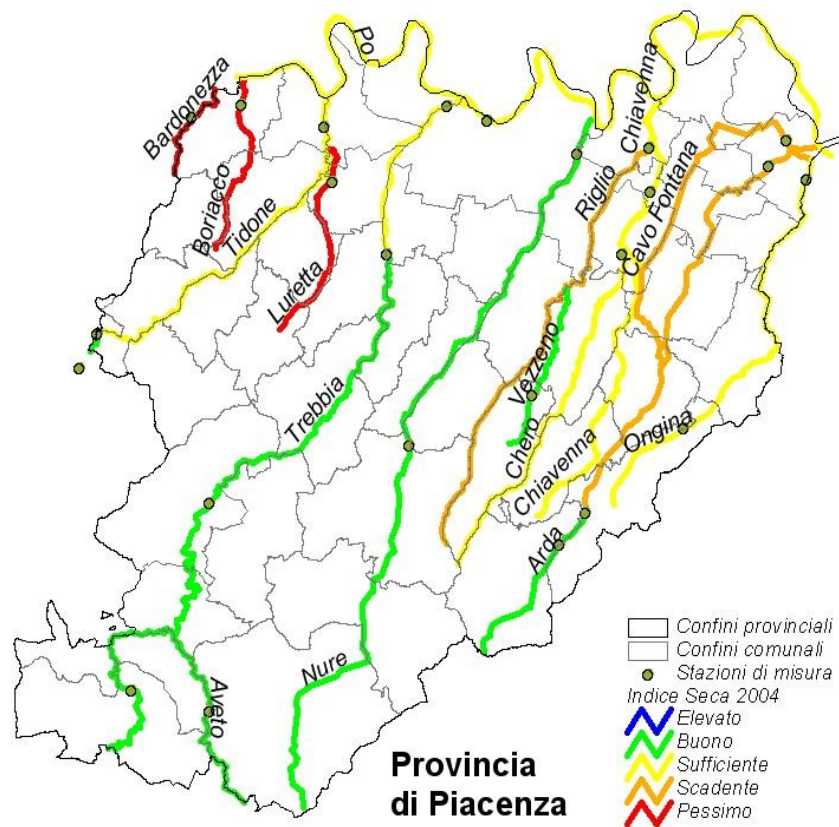 Po
Bardonezza
Chiavenna
Boriacco
Tidone
Riglio
Cavo Fontana
Luretta
Vezzeno
Trebbia
Chero
Chiavenna
Ongina
Arda
Nure
Aveto
Confini provinciali
Confini comunali
Stazioni di misura
Indice Seca 2004
Elevato
Buono
Sufficiente
Scadente
Pessimo
Provincia
di Piacenza